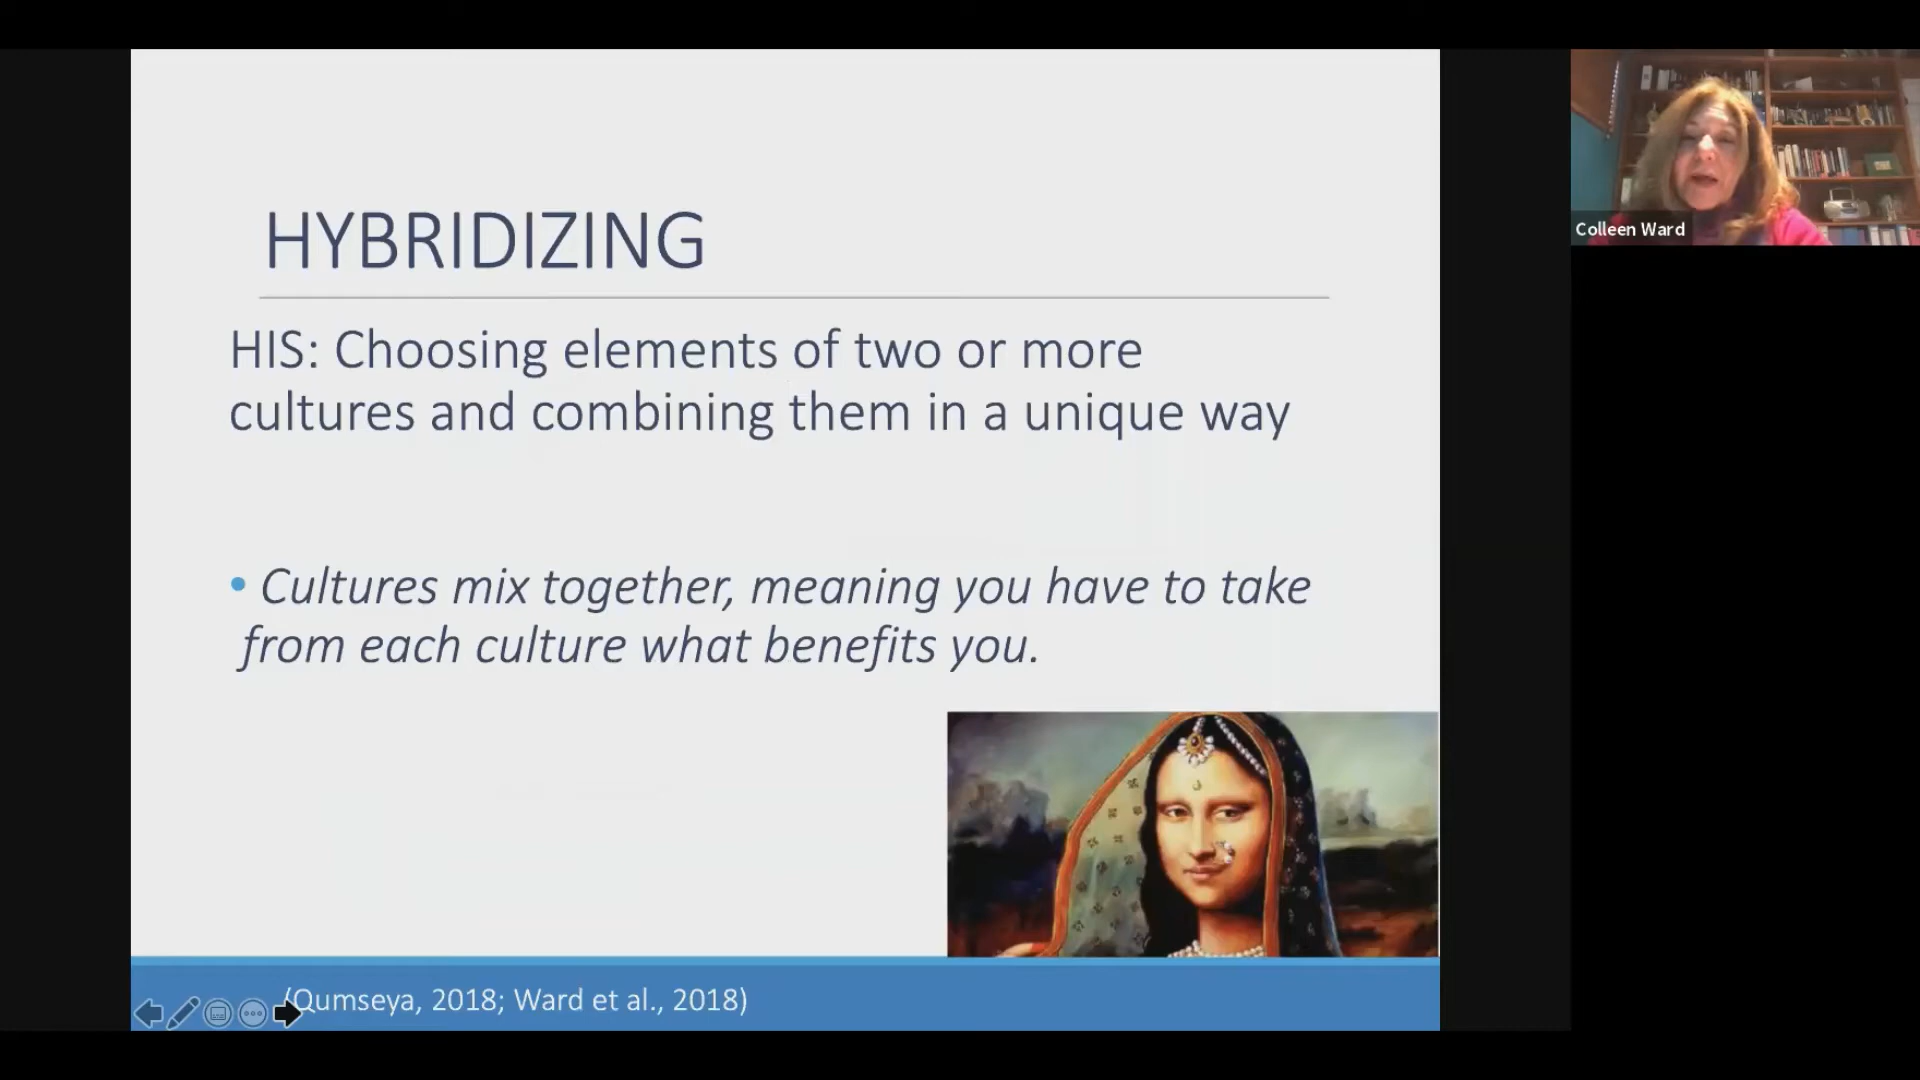 HYBRIDIZING
HIS: Choosing elements of two or more
cultures and combining them in a unique way
• Cultures mix together, meaning you have to take
from each culture what benefits you.
(Qumseya, 2018; Ward et al., 2018)
Colleen Ward